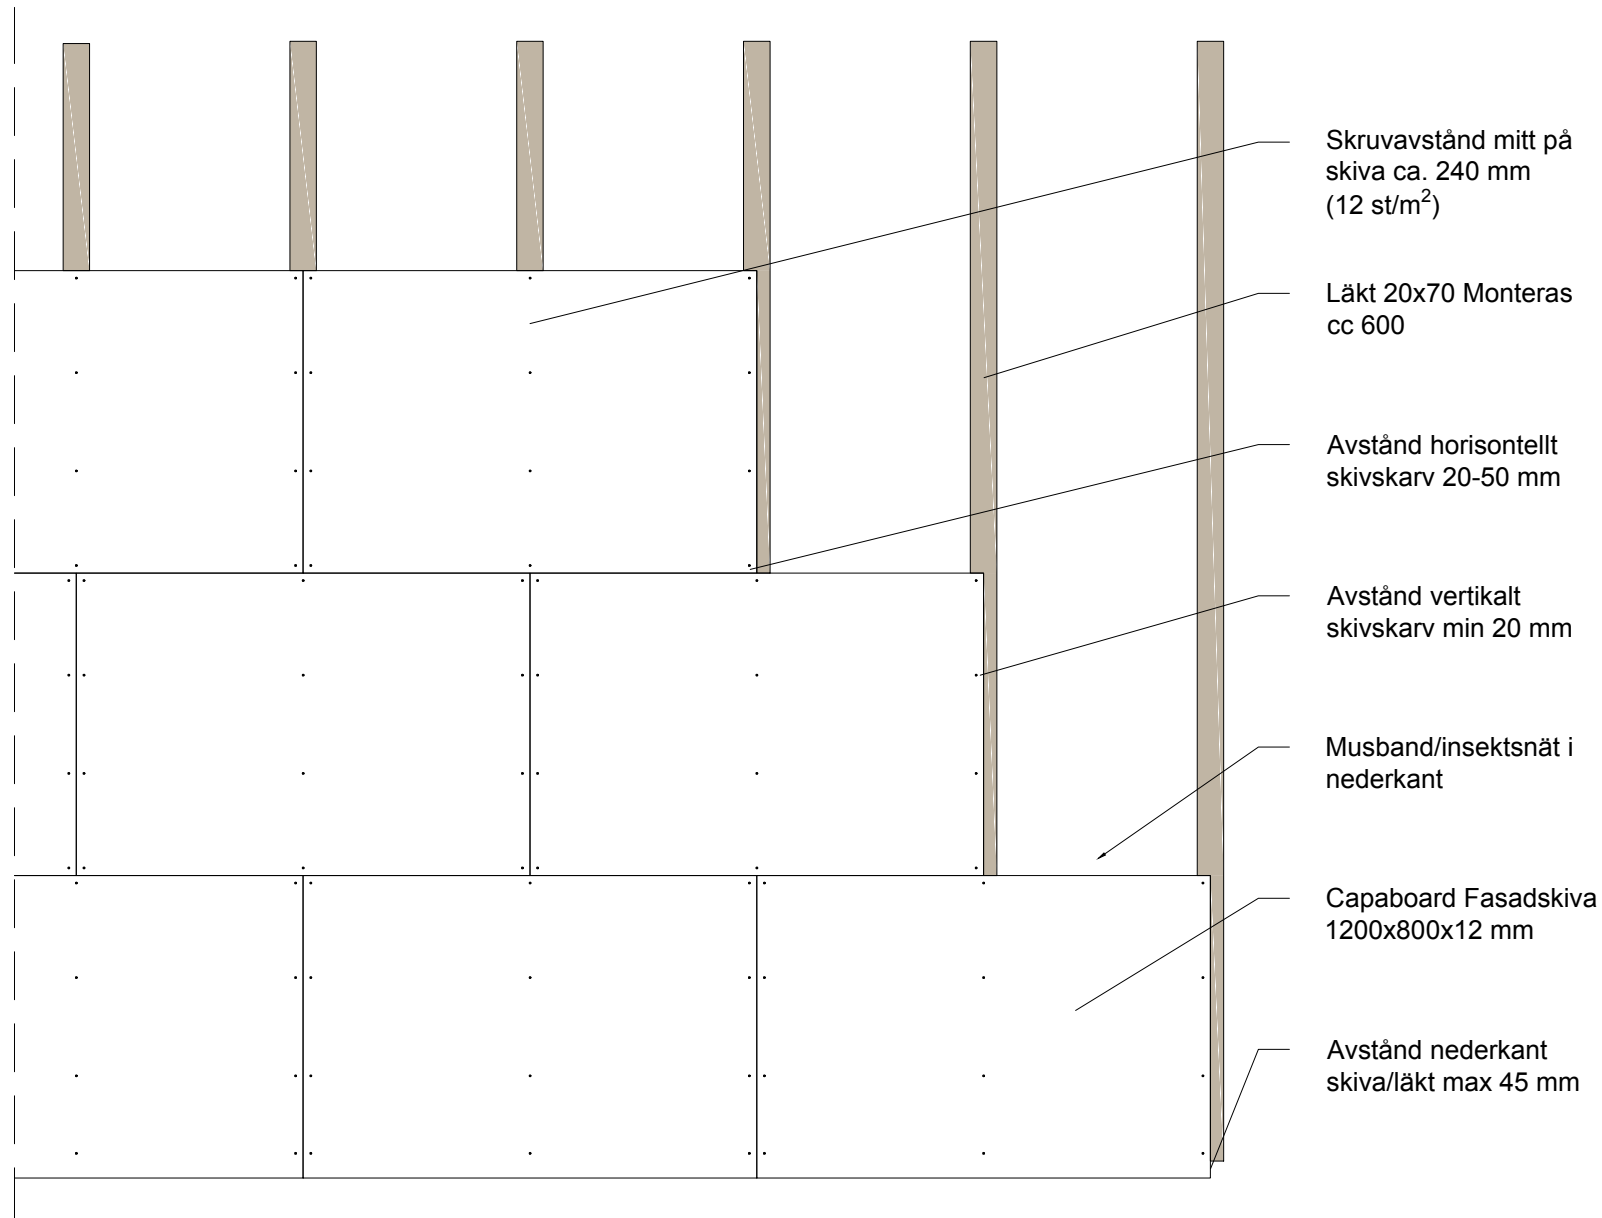 Skruvavstånd mitt på
skiva ca. 240 mm
(12 st/m²)
Läkt 20x70 Monteras
cc 600
Avstånd horisontellt
skivskarv 20-50 mm
Avstånd vertikalt
skivskarv min 20 mm
Musband/insektsnät i
nederkant
Capaboard Fasadskiva
1200x800x12 mm
Avstånd nederkant
skiva/läkt max 45 mm